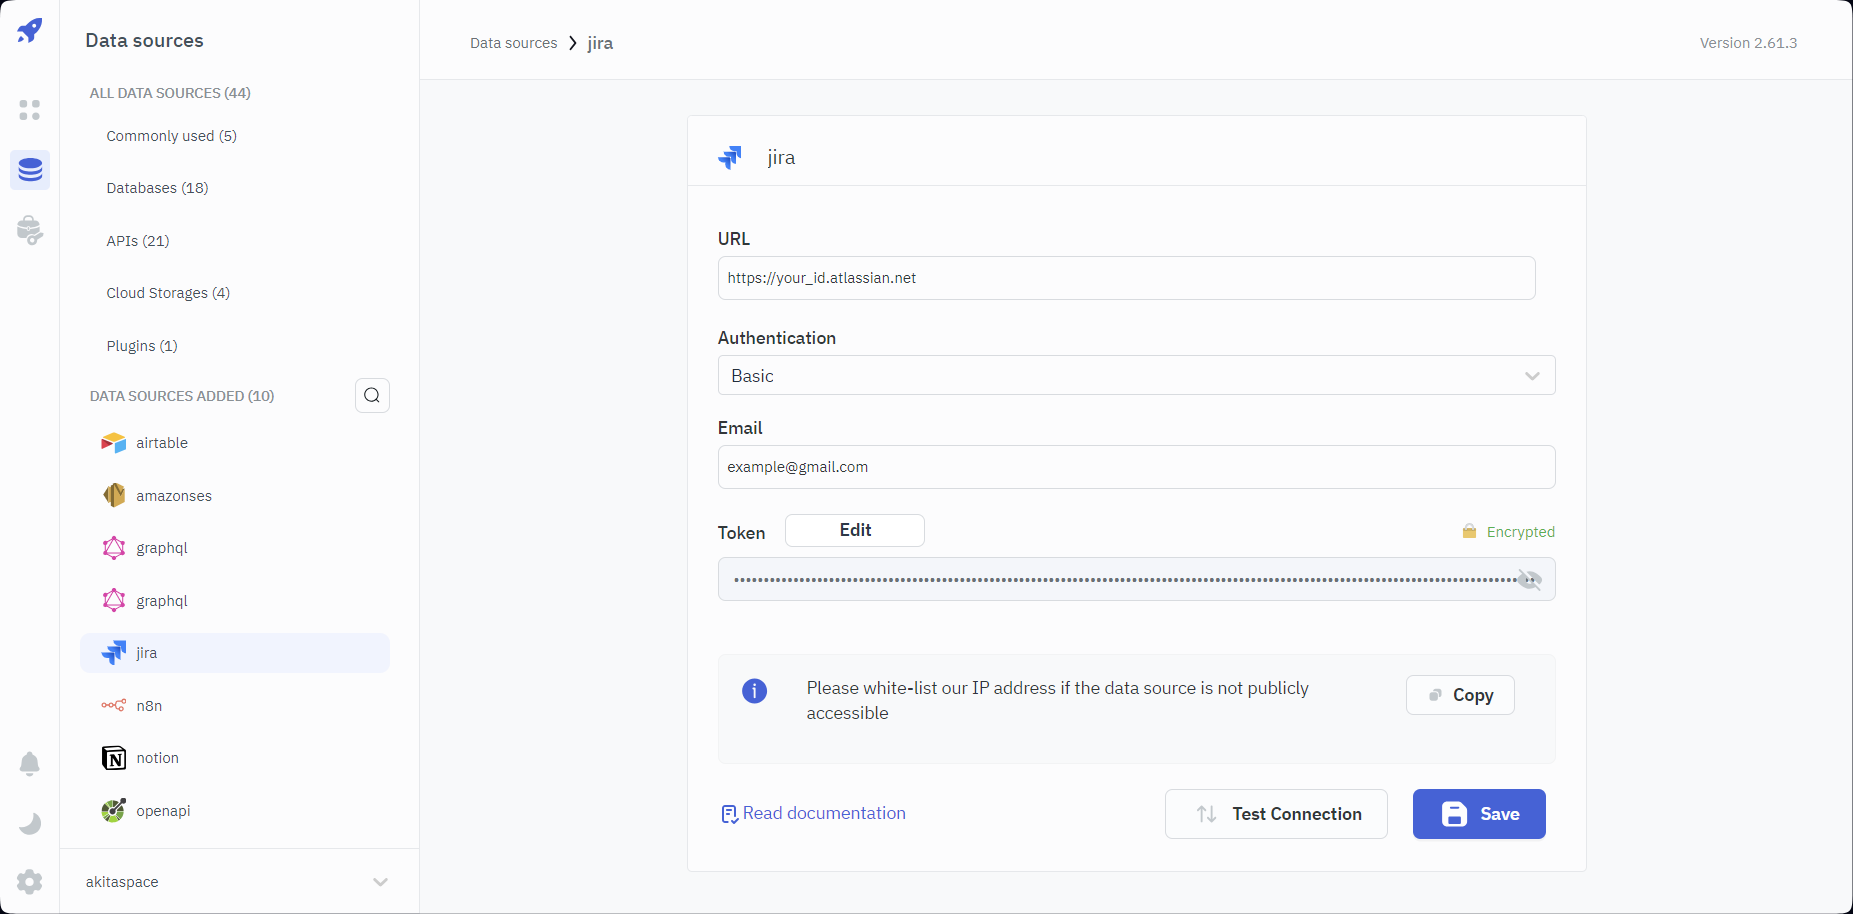 Data sources
ALL DATA SOURCES (44)
Commonly used (5)
Databases (18)
APIs (21)
Cloud Storages (4)
Plugins (1)
DATA SOURCES ADDED (10)
airtable
amazonses
graphql
graphql
jira
n8n
notion
openapi
akitaspace
Data sources > jira
Version 2.61.3
jira
URL
https://your_id.atlassian.net
Authentication
Basic
Email
example@gmail.com
Token Edit Encrypted
Please white-list our IP address if the data source is not publicly
accessible
Copy
Read documentation
Test Connection
Save